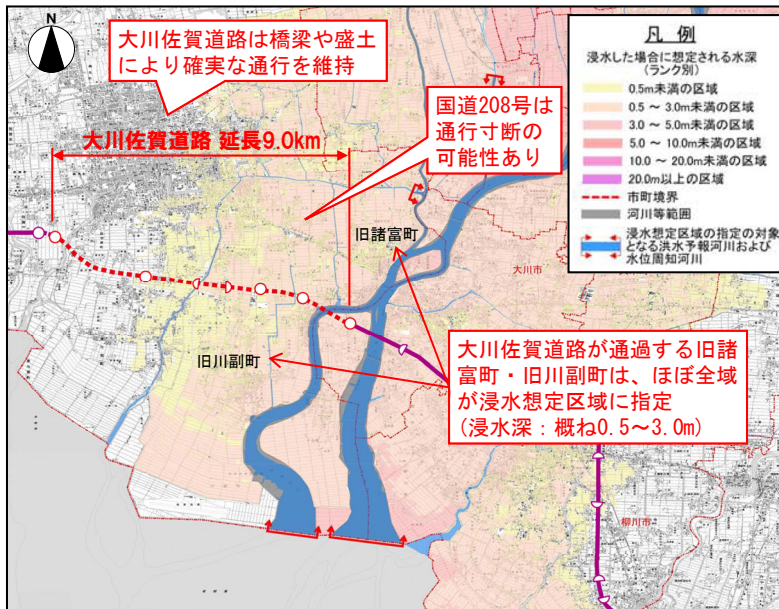 大川佐賀道路は橋梁や盛土
により確実な通行を維持
大川佐賀道路 延長9.0km
国道208号は
通行寸断の
可能性あり
旧諸富町
大川市
旧川副町
大川佐賀道路が通過する旧諸
富町・旧川副町は、ほぼ全域
が浸水想定区域に指定
(浸水深：概ね0.5～3.0m)
柳川市
凡 例
浸水した場合に想定される水深
(ランク別)
0.5m未満の区域
0.5 ～ 3.0m未満の区域
3.0 ～ 5.0m未満の区域
5.0 ～ 10.0m未満の区域
10.0 ～ 20.0m未満の区域
20.0m以上の区域
市町境界
河川等範囲
浸水想定区域の指定の対象
となる洪水予報河川および
水位周知河川